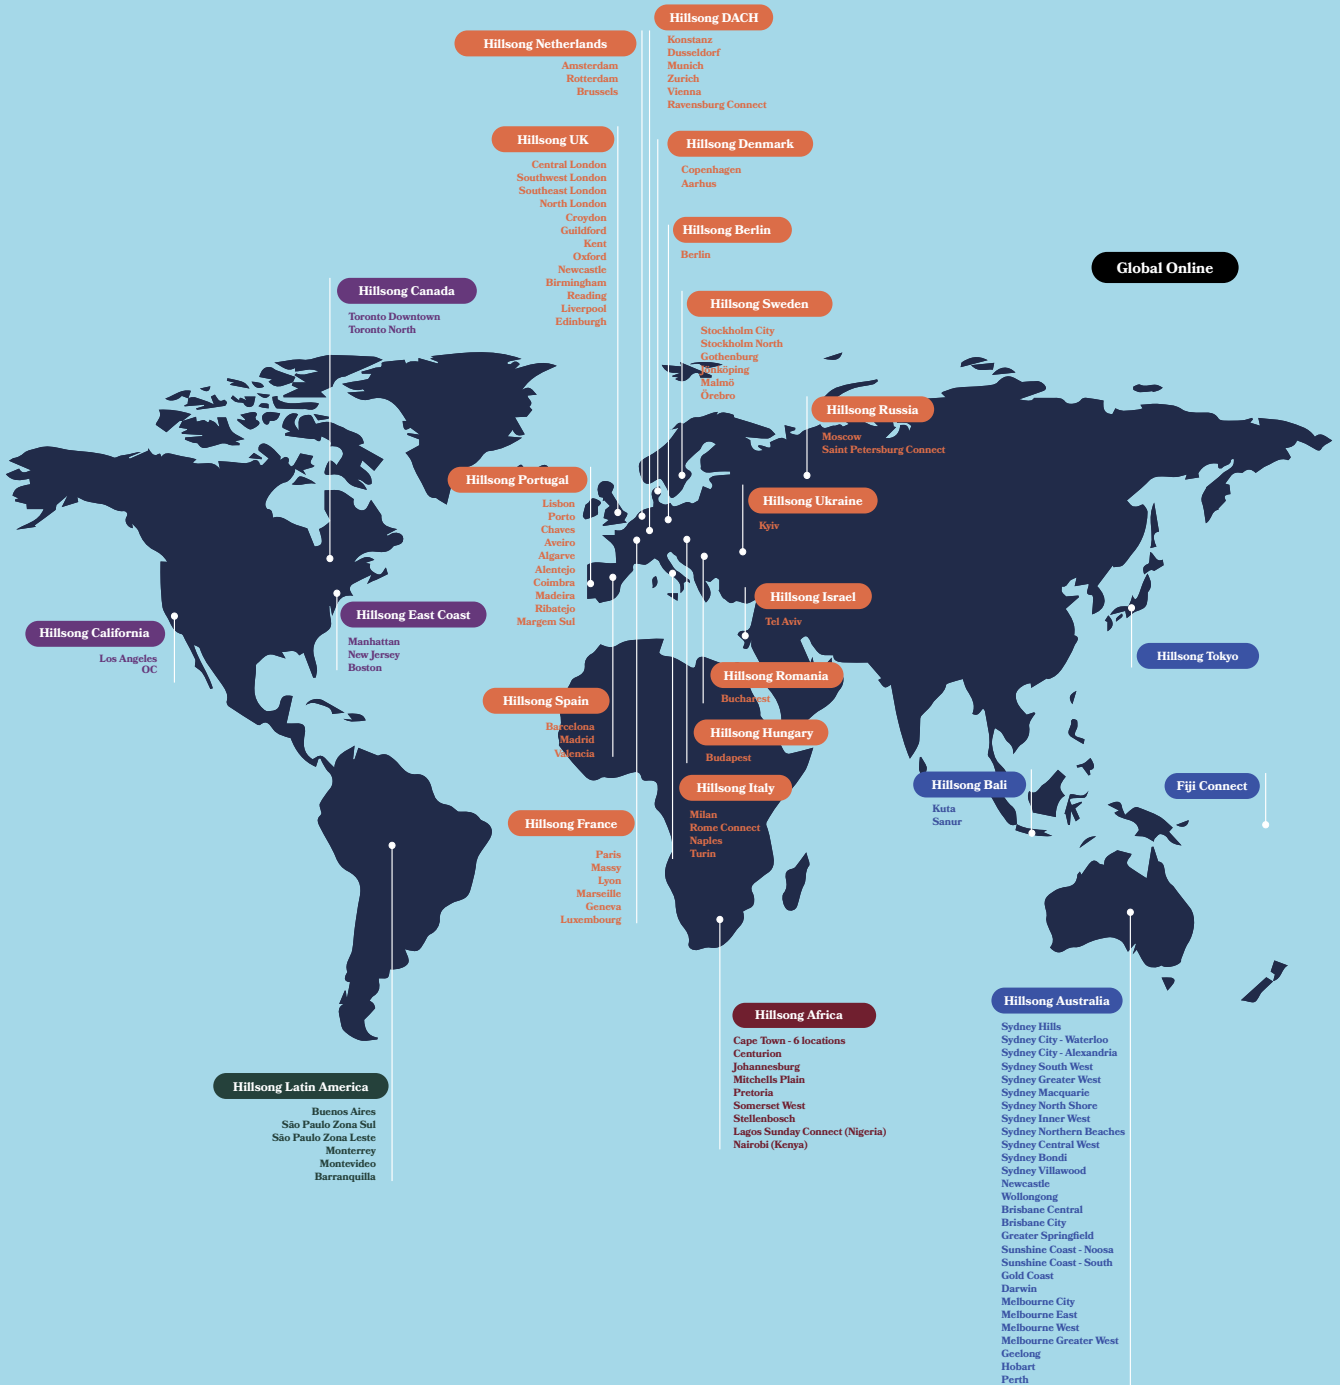 Hillsong DACH
Konstanz
Dusseldorf
Munich
Zurich
Vienna
Ravensburg Connect
Hillsong Netherlands
Amsterdam
Rotterdam
Brussels
Hillsong UK
Central London
Southwest London
Southeast London
North London
Croydon
Guildford
Kent
Oxford
Newcastle
Birmingham
Reading
Liverpool
Edinburgh
Hillsong Denmark
Copenhagen
Aarhus
Hillsong Berlin
Berlin
Global Online
Hillsong Canada
Toronto Downtown
Toronto North
Hillsong Sweden
Stockholm City
Stockholm North
Gothenburg
Jönköping
Malmö
Örebro
Hillsong Russia
Moscow
Saint Petersburg Connect
Hillsong Portugal
Lisbon
Porto
Chaves
Aveiro
Algarve
Alentejo
Coimbra
Madeira
Ribatejo
Margem Sul
Hillsong Ukraine
Kyiv
Hillsong Israel
Tel Aviv
Hillsong East Coast
Manhattan
New Jersey
Boston
Hillsong California
Los Angeles
OC
Hillsong Tokyo
Hillsong Romania
Bucharest
Hillsong Spain
Barcelona
Madrid
Valencia
Hillsong Hungary
Budapest
Hillsong Italy
Milan
Rome Connect
Naples
Turin
Hillsong Bali
Kuta
Sanur
Fiji Connect
Hillsong France
Paris
Massy
Lyon
Marseille
Geneva
Luxembourg
Hillsong Africa
Cape Town - 6 locations
Centurion
Johannesburg
Mitchells Plain
Pretoria
Somerset West
Stellenbosch
Lagos Sunday Connect (Nigeria)
Nairobi (Kenya)
Hillsong Latin America
Buenos Aires
São Paulo Zona Sul
São Paulo Zona Leste
Monterrey
Montevideo
Barranquilla
Hillsong Australia
Sydney Hills
Sydney City - Waterloo
Sydney City - Alexandria
Sydney South West
Sydney Greater West
Sydney Macquarie
Sydney North Shore
Sydney Inner West
Sydney Northern Beaches
Sydney Central West
Sydney Bondi
Sydney Villawood
Newcastle
Wollongong
Brisbane Central
Brisbane City
Greater Springfield
Sunshine Coast - Noosa
Sunshine Coast - South
Gold Coast
Darwin
Melbourne City
Melbourne East
Melbourne West
Melbourne Greater West
Geelong
Hobart
Perth